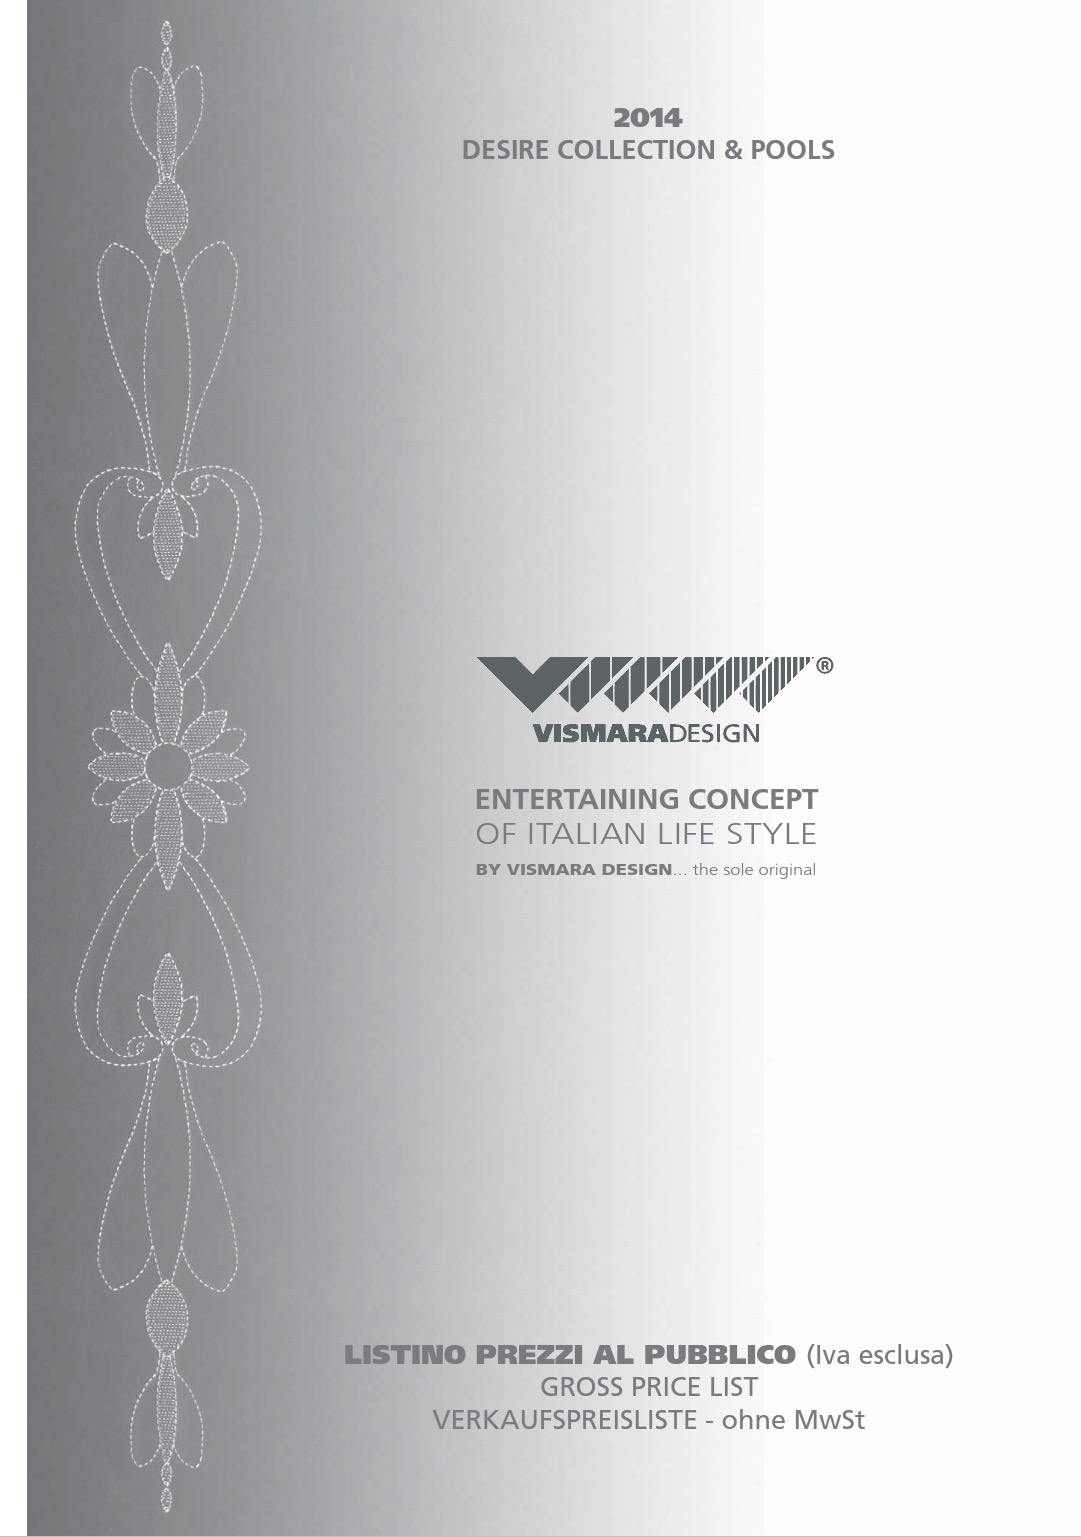 2014
DESIRE COLLECTION & POOLS
®
VISMARADESIGN
ENTERTAINING CONCEPT
OF ITALIAN LIFE STYLE
BY VISMARA DESIGN... the sole original
LISTINO PREZZI AL PUBBLICO (Iva esclusa)
GROSS PRICE LIST
VERKAUFSPREISLISTE - ohne MwSt